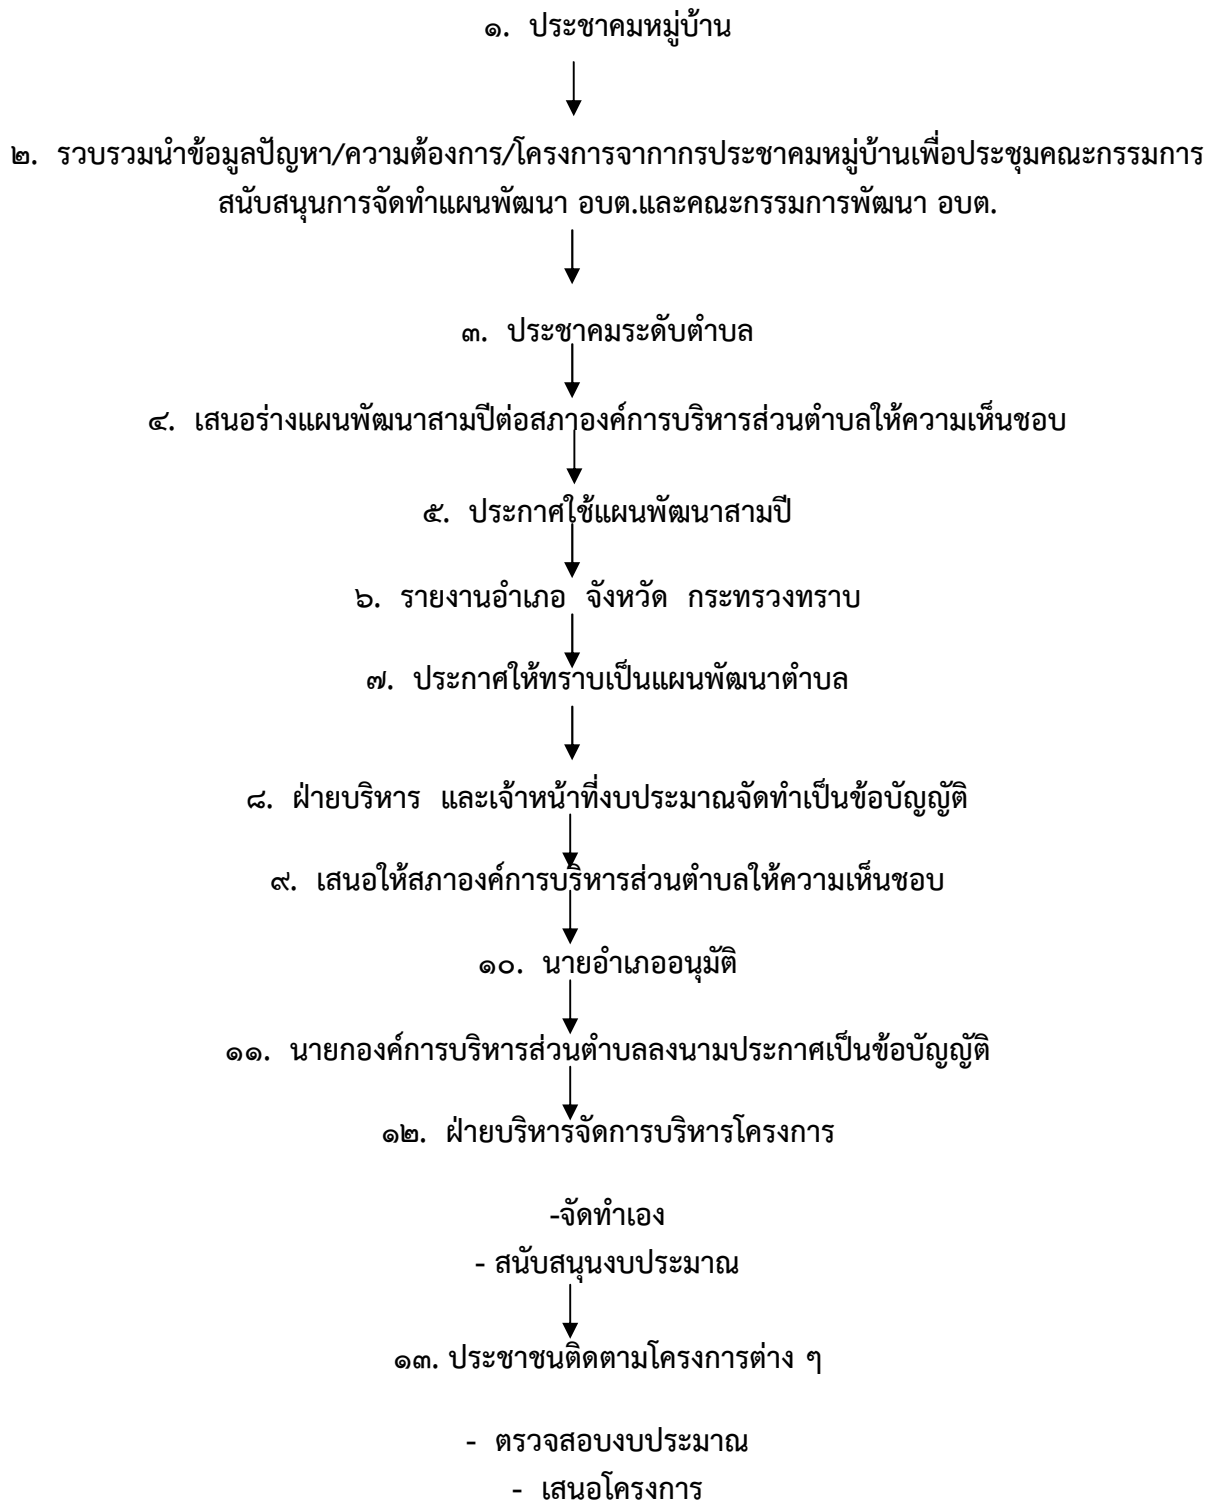 ๑. ประชาคมหมู่บ้าน
๒. รวบรวมนำข้อมูลปัญหา/ความต้องการ/โครงการจาการประชาคมหมู่บ้านเพื่อประชุมคณะกรรมการ
สนับสนุนการจัดทำแผนพัฒนา อบต.และคณะกรรมการพัฒนา อบต.
๓. ประชาคมระดับตำบล
๔. เสนอร่างแผนพัฒนาสามปีต่อสภาองค์การบริหารส่วนตำบลให้ความเห็นชอบ
๕. ประกาศใช้แผนพัฒนาสามปี
๖. รายงานอำเภอ จังหวัด กระทรวงทราบ
๗. ประกาศให้ทราบเป็นแผนพัฒนาตำบล
๘. ฝ่ายบริหาร และเจ้าหน้าที่งบประมาณจัดทำเป็นข้อบัญญัติ
๙. เสนอให้สภาองค์การบริหารส่วนตำบลให้ความเห็นชอบ
๑๐. นายอำเภออนุมัติ
๑๑. นายกองค์การบริหารส่วนตำบลลงนามประกาศเป็นข้อบัญญัติ
๑๒. ฝ่ายบริหารจัดการบริหารโครงการ
-จัดทำเอง
- สนับสนุนงบประมาณ
๑๓. ประชาชนติดตามโครงการต่าง ๆ
- ตรวจสอบงบประมาณ
- เสนอโครงการ